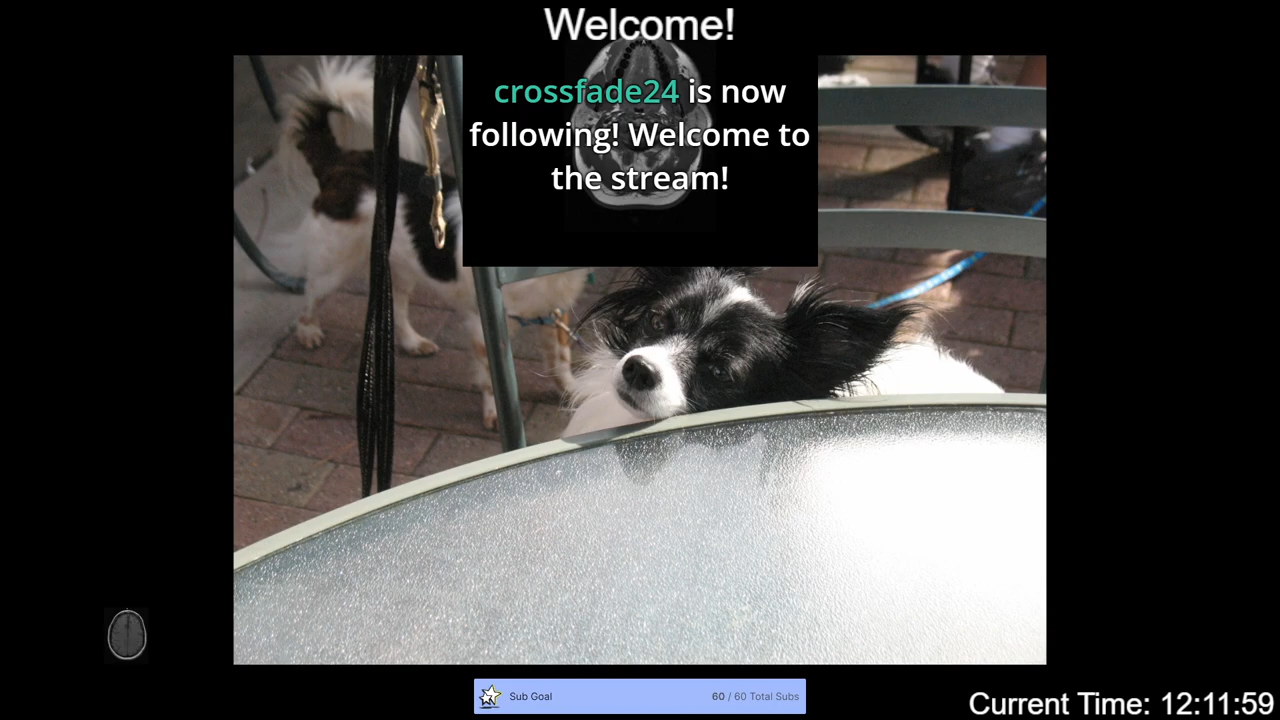 Welcome!
crossfade24 is now
following! Welcome to
the stream!
Sub Goal 60 / 60 Total Subs
Current Time: 12:11:59